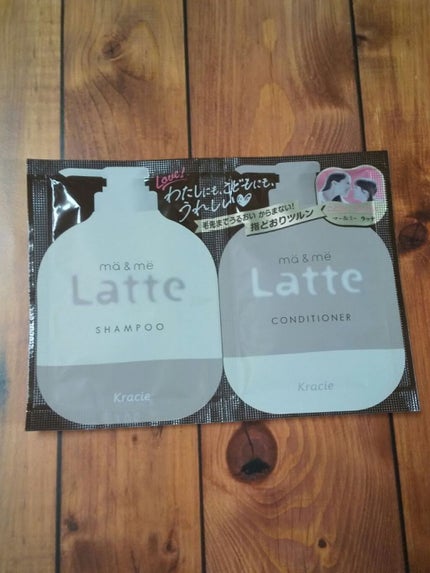 Love!
わたしにも、こどもにも、
うれしい
毛先までうるおい からまない!
指どおりツルン
マー&ミー ラッテ
mä & më
Latte
SHAMPOO
Kracie
mä & më
Latte
CONDITIONER
Kracie